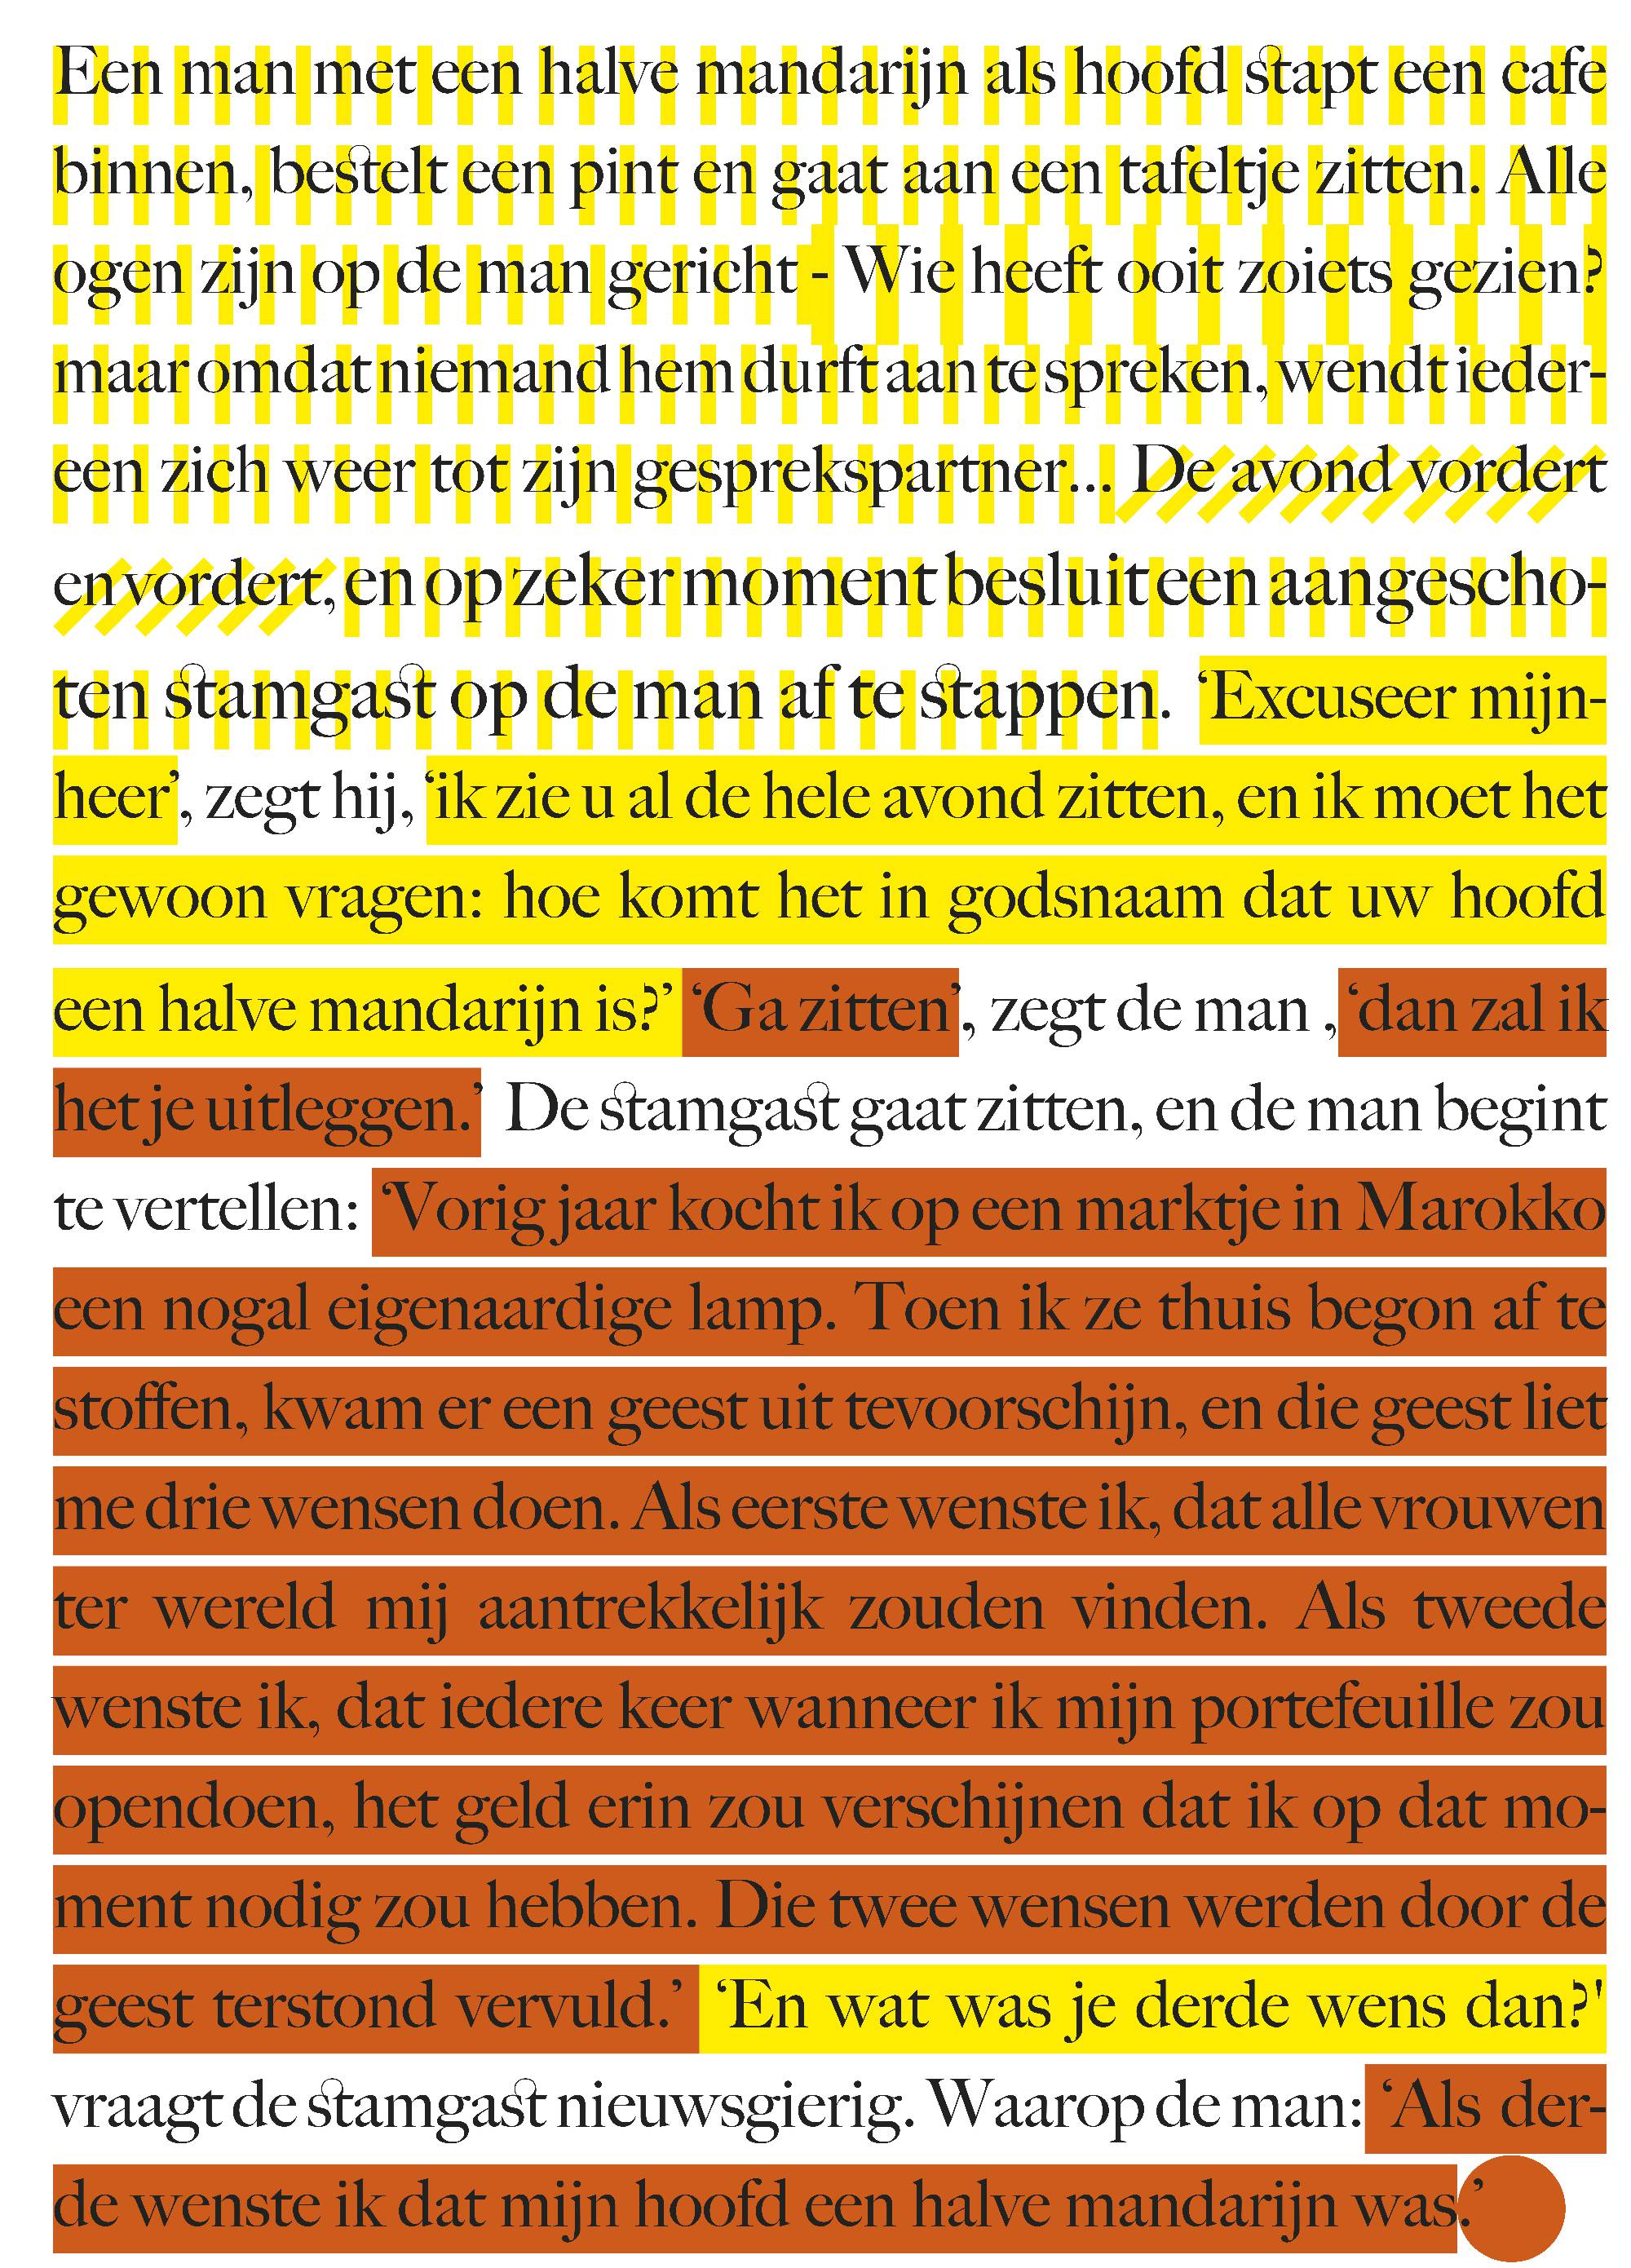 Een man met een halve mandarijn als hoofd stapt een cafe
binnen, bestelt een pint en gaat aan een tafeltje zitten. Alle
ogen zijn op de man gericht - Wie heeft ooit zoiets gezien?
maar omdat niemand hem durft aan te spreken, wendt ieder-
een zich weer tot zijn gesprekspartner... De avond vordert
en vordert, en op zeker moment besluit een aangescho-
ten stamgast op de man af te stappen. ‘Excuseer mijn-
heer’, zegt hij, ‘ik zie u al de hele avond zitten, en ik moet het
gewoon vragen: hoe komt het in godsnaam dat uw hoofd
een halve mandarijn is?’ ‘Ga zitten’, zegt de man , ‘dan zal ik
het je uitleggen.’ De stamgast gaat zitten, en de man begint
te vertellen: ‘Vorig jaar kocht ik op een marktje in Marokko
een nogal eigenaardige lamp. Toen ik ze thuis begon af te
stoffen, kwam er een geest uit tevoorschijn, en die geest liet
me drie wensen doen. Als eerste wenste ik, dat alle vrouwen
ter wereld mij aantrekkelijk zouden vinden. Als tweede
wenste ik, dat iedere keer wanneer ik mijn portefeuille zou
opendoen, het geld erin zou verschijnen dat ik op dat mo-
ment nodig zou hebben. Die twee wensen werden door de
geest terstond vervuld.’ ‘En wat was je derde wens dan?'
vraagt de stamgast nieuwsgierig. Waarop de man: ‘Als der-
de wenste ik dat mijn hoofd een halve mandarijn was.’